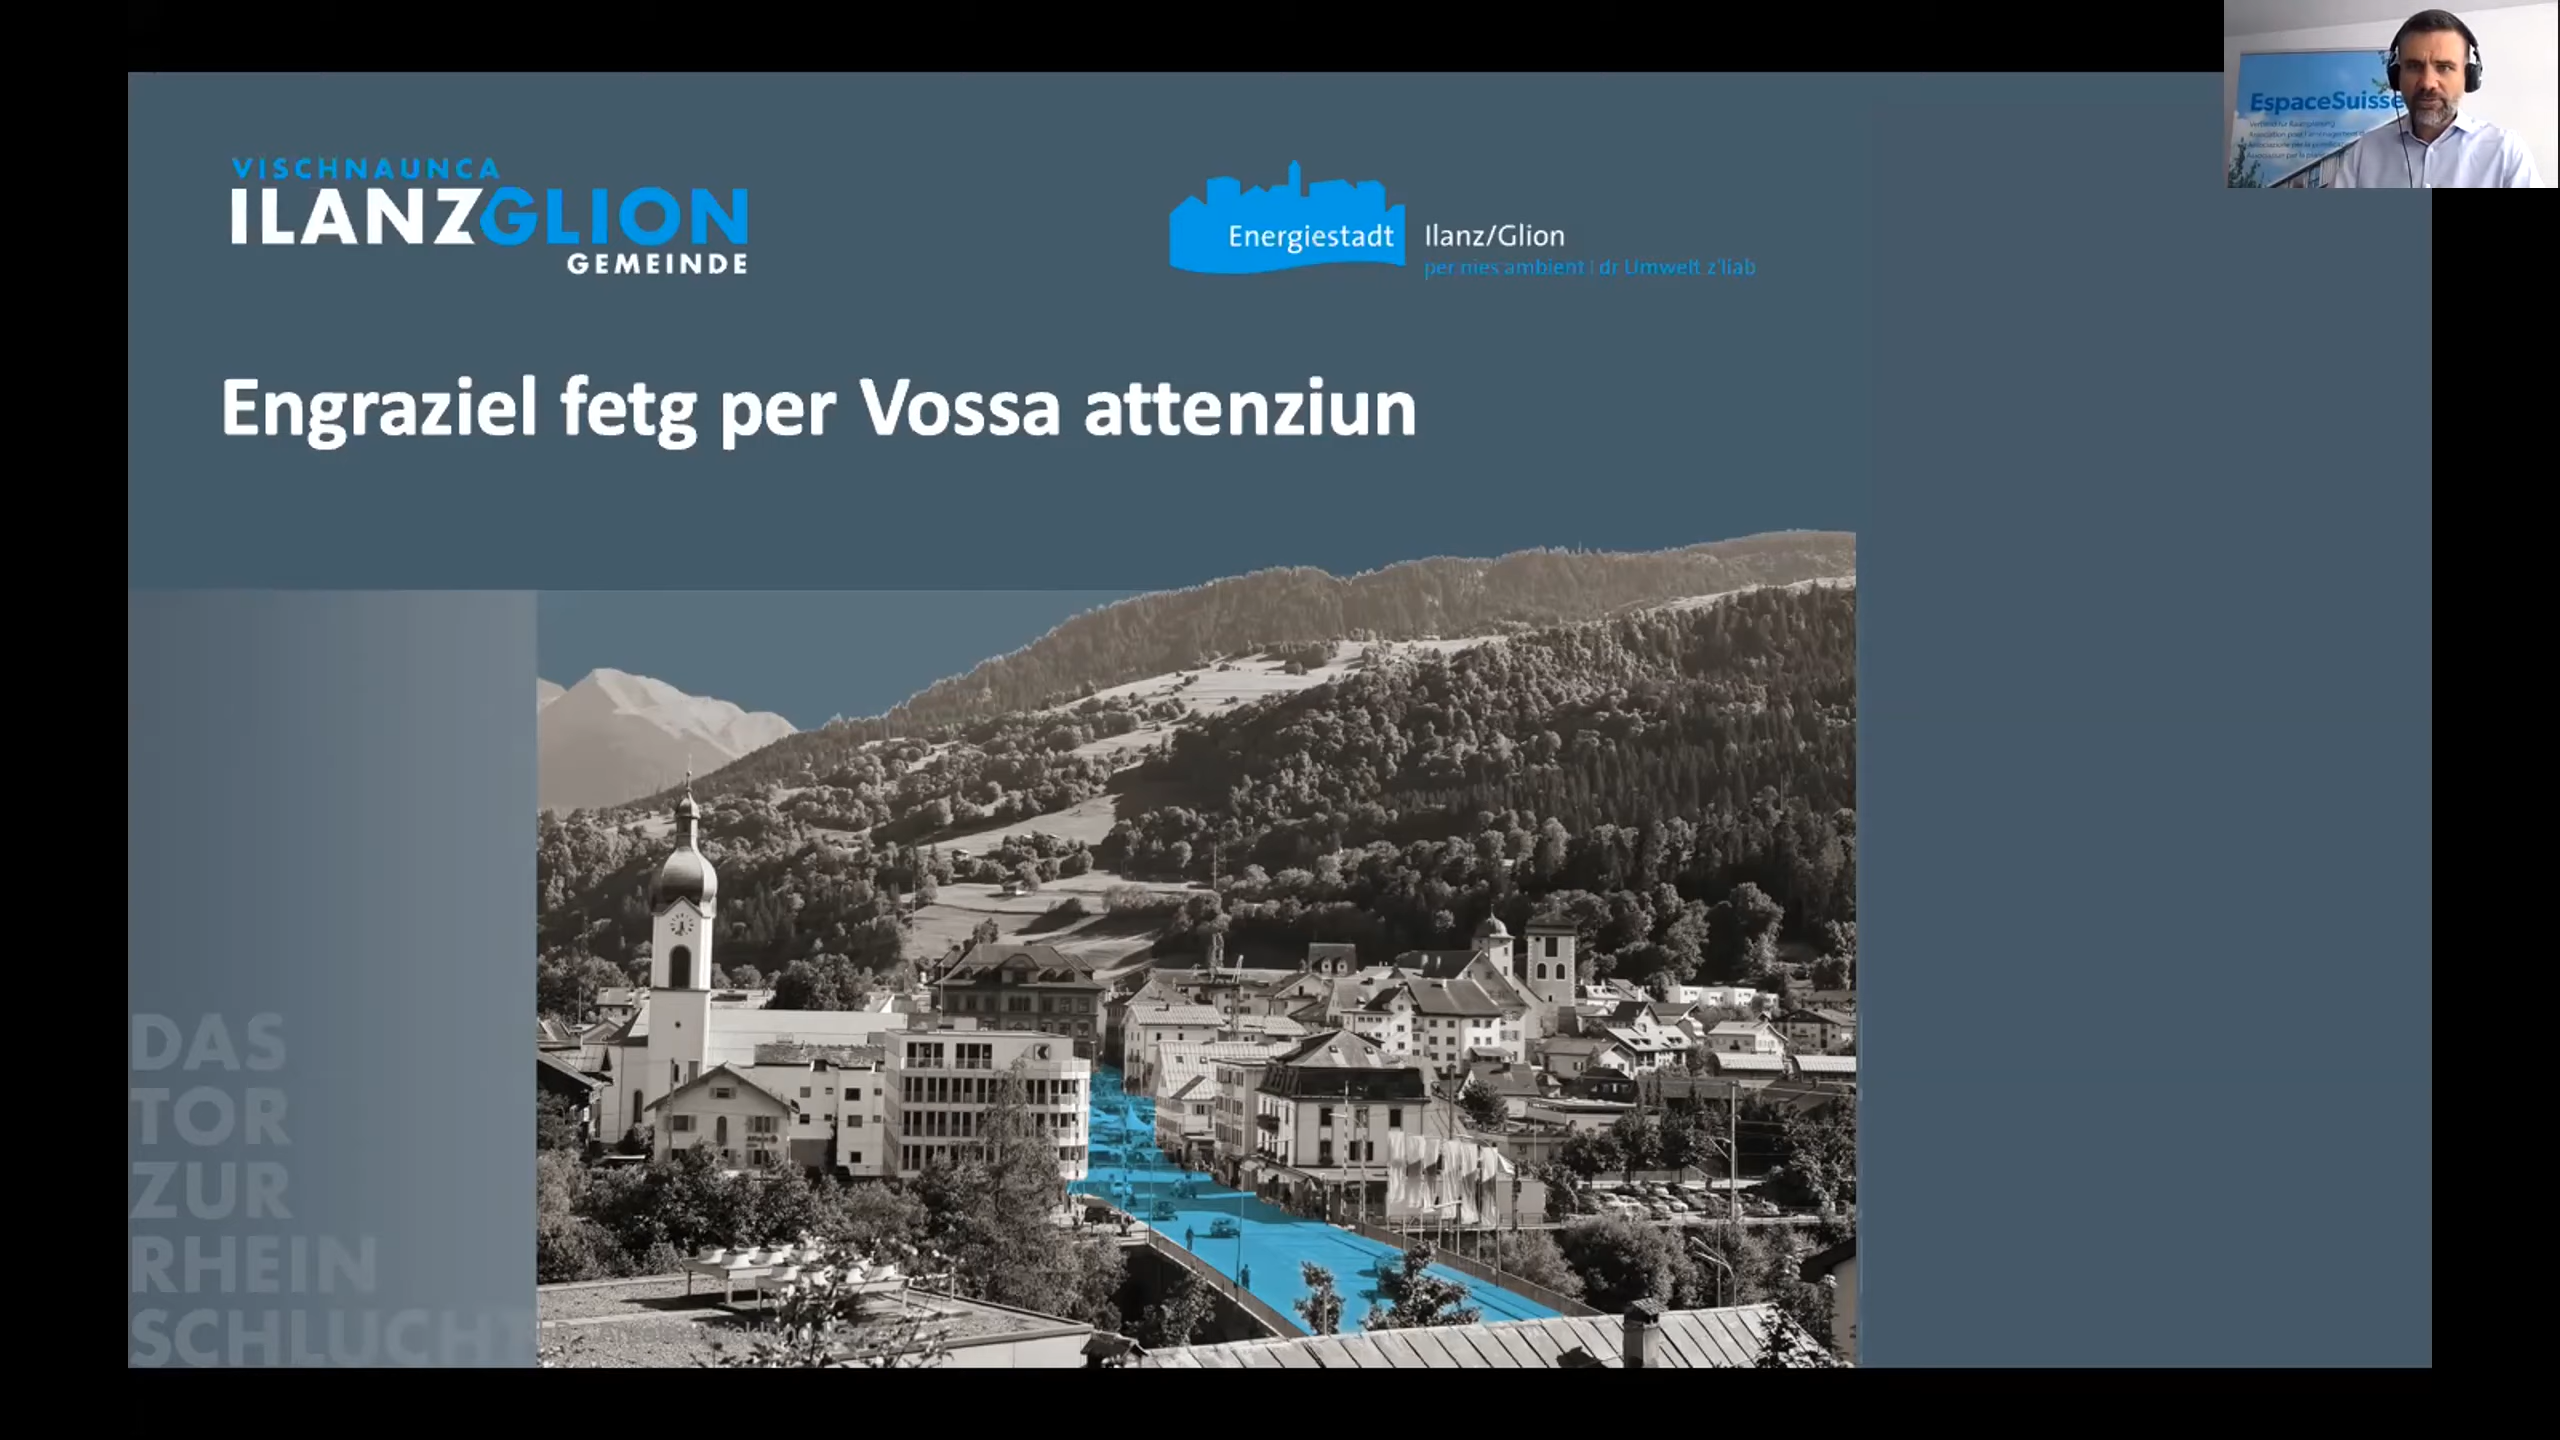 VISCHNAUNCA
ILANZGLION
GEMEINDE
Energiestadt
Ilanz/Glion
per nies ambient | dr Umwelt z'liab
EspaceSuisse
Engraziel fetg per Vossa attenziun
DAS
TOR
ZUR
RHEIN
SCHLUCHT